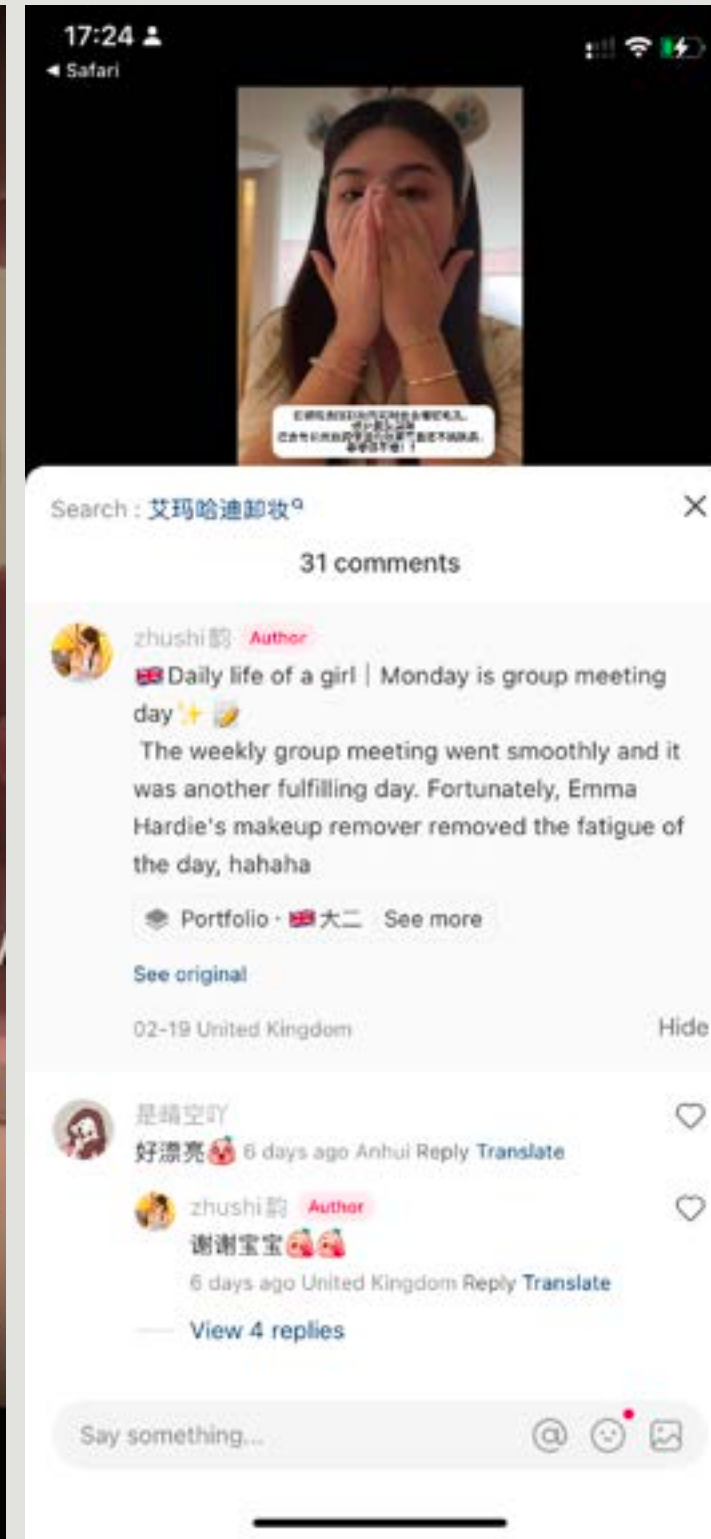 17:24
◀ Safari
Search : 艾玛哈迪卸妆
31 comments
zhushi韵 Author
🇬🇧Daily life of a girl｜Monday is group meeting
day✨📝
The weekly group meeting went smoothly and it
was another fulfilling day. Fortunately, Emma
Hardie's makeup remover removed the fatigue of
the day, hahaha
Portfolio · 🇬🇧大二 See more
See original
02-19 United Kingdom Hide
是晴空吖
好漂亮 6 days ago Anhui Reply Translate
zhushi韵 Author
谢谢宝宝
6 days ago United Kingdom Reply Translate
View 4 replies
Say something...